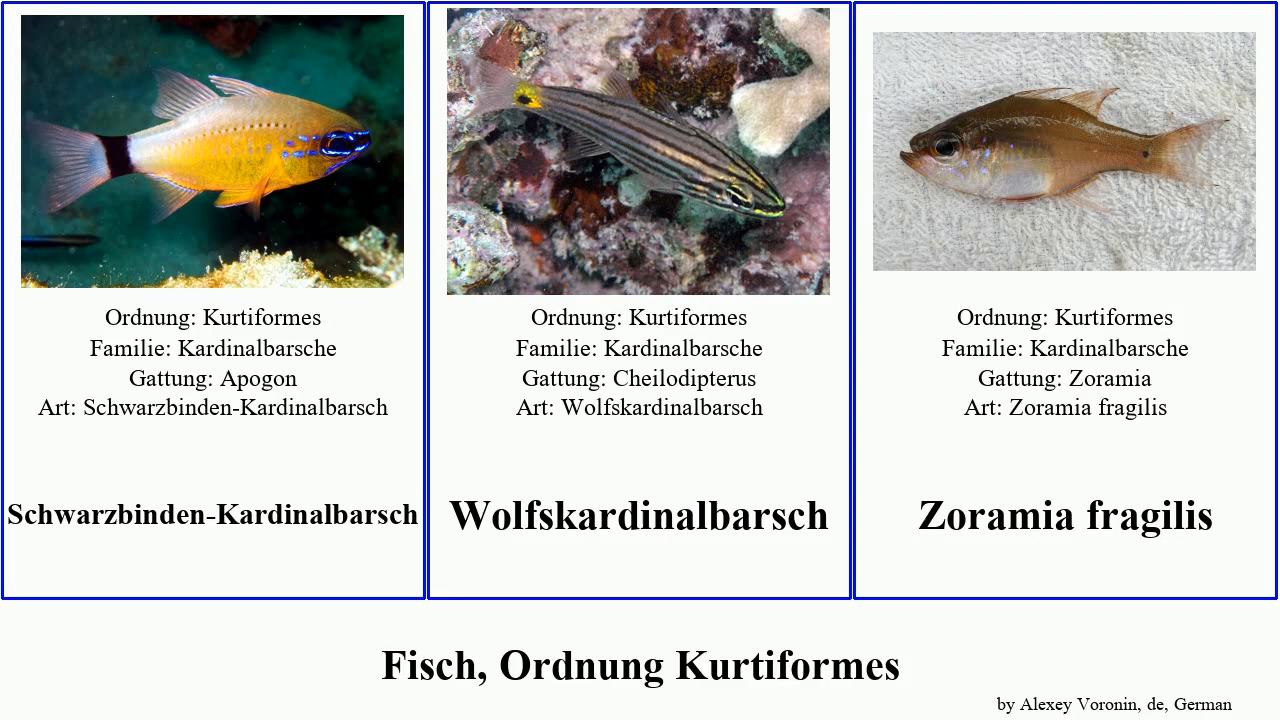 Ordnung: Kurtiformes
Familie: Kardinalbarsche
Gattung: Apogon
Art: Schwarzbinden-Kardinalbarsch
Schwarzbinden-Kardinalbarsch
Ordnung: Kurtiformes
Familie: Kardinalbarsche
Gattung: Cheilodipterus
Art: Wolfskardinalbarsch
Wolfskardinalbarsch
Ordnung: Kurtiformes
Familie: Kardinalbarsche
Gattung: Zoramia
Art: Zoramia fragilis
Zoramia fragilis
Fisch, Ordnung Kurtiformes
by Alexey Voronin, de, German